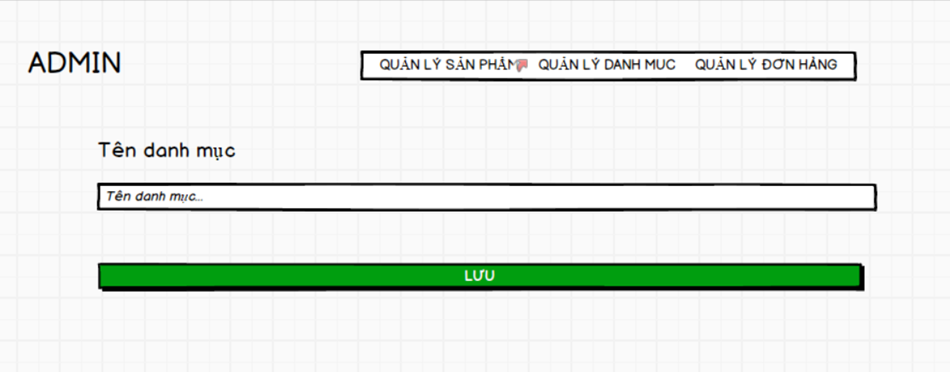 ADMIN
QUẢN LÝ SẢN PHẨM QUẢN LÝ DANH MUC QUẢN LÝ ĐƠN HÀNG
Tên danh mục
Tên danh mục...
LƯU